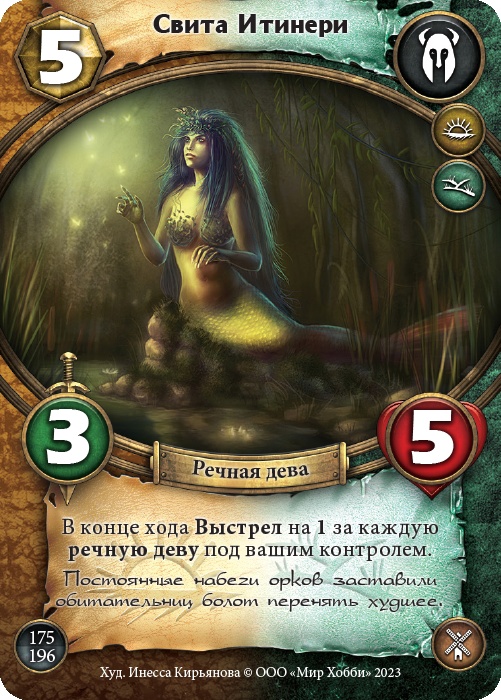 Свита Итинери
5
3
5
Речная дева
В конце хода Выстрел на 1 за каждую
речную деву под вашим контролем.
Постоянные набеги орков заставили
обитательниц болот перенять худшее.
175
196
Худ. Инесса Кирьянова © ООО «Мир Хобби» 2023